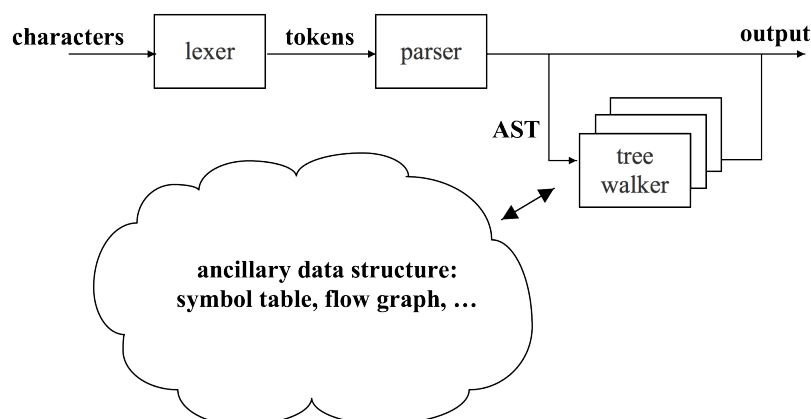 characters
lexer
tokens
parser
output
AST
tree
walker
ancillary data structure:
symbol table, flow graph, …